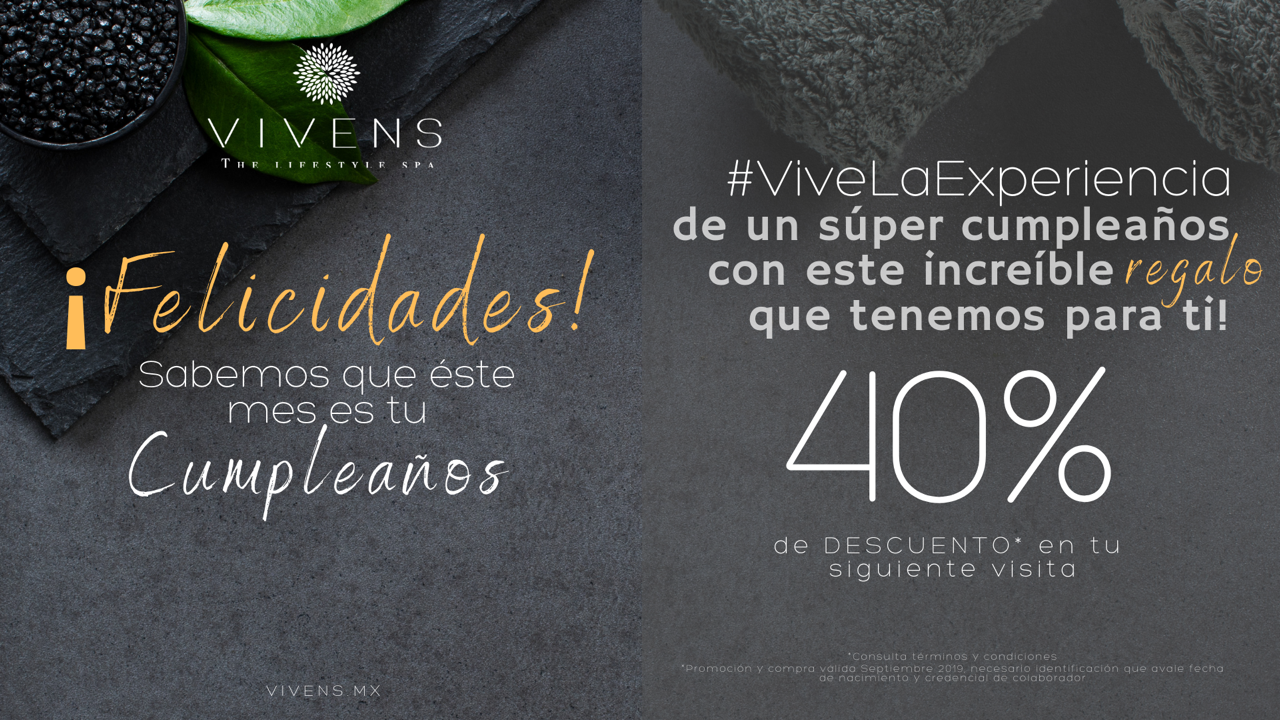 VIVENS
THE LIFESTYLE SPA
¡Felicidades!
Sabemos que éste
mes es tu
Cumpleaños
VIVENS.MX
#ViveLaExperiencia
de un súper cumpleaños
con este increíble regalo
que tenemos para ti!
40%
de DESCUENTO* en tu
siguiente visita
*Consulta términos y condiciones
*Promoción y compra válida Septiembre 2019, necesario identificación que avale fecha
de nacimiento y credencial de colaborador.